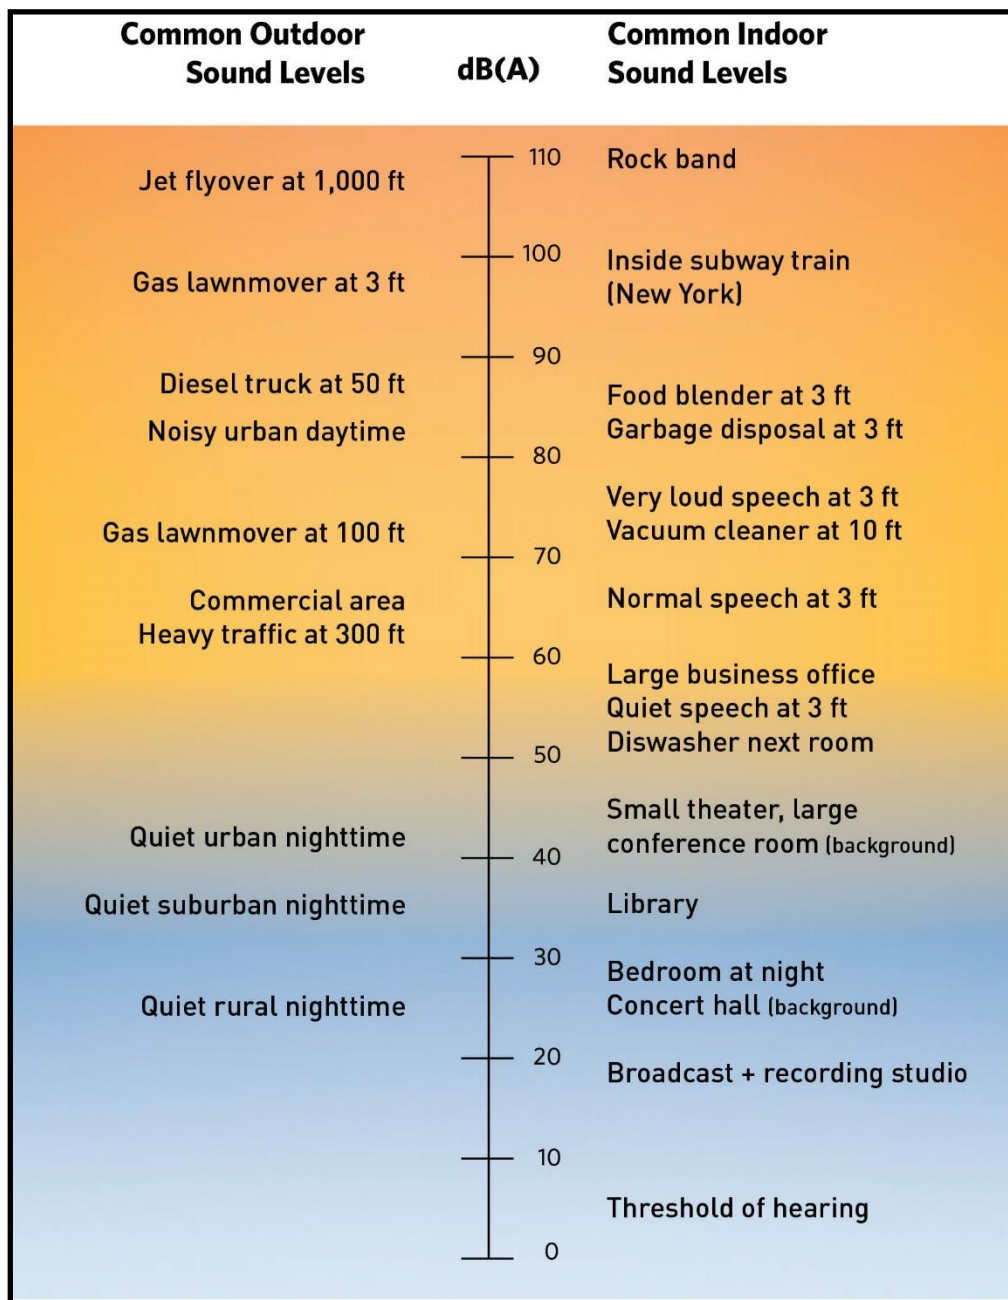 Common Outdoor
Sound Levels
dB(A)
Common Indoor
Sound Levels
110
Rock band
Jet flyover at 1,000 ft
100
Inside subway train
(New York)
Gas lawnmover at 3 ft
90
Diesel truck at 50 ft
Food blender at 3 ft
Noisy urban daytime
Garbage disposal at 3 ft
80
Very loud speech at 3 ft
Gas lawnmover at 100 ft
Vacuum cleaner at 10 ft
70
Commercial area
Normal speech at 3 ft
Heavy traffic at 300 ft
60
Large business office
Quiet speech at 3 ft
Diswasher next room
50
Small theater, large
Quiet urban nighttime
conference room (background)
40
Quiet suburban nighttime
Library
30
Bedroom at night
Quiet rural nighttime
Concert hall (background)
20
Broadcast + recording studio
10
Threshold of hearing
0